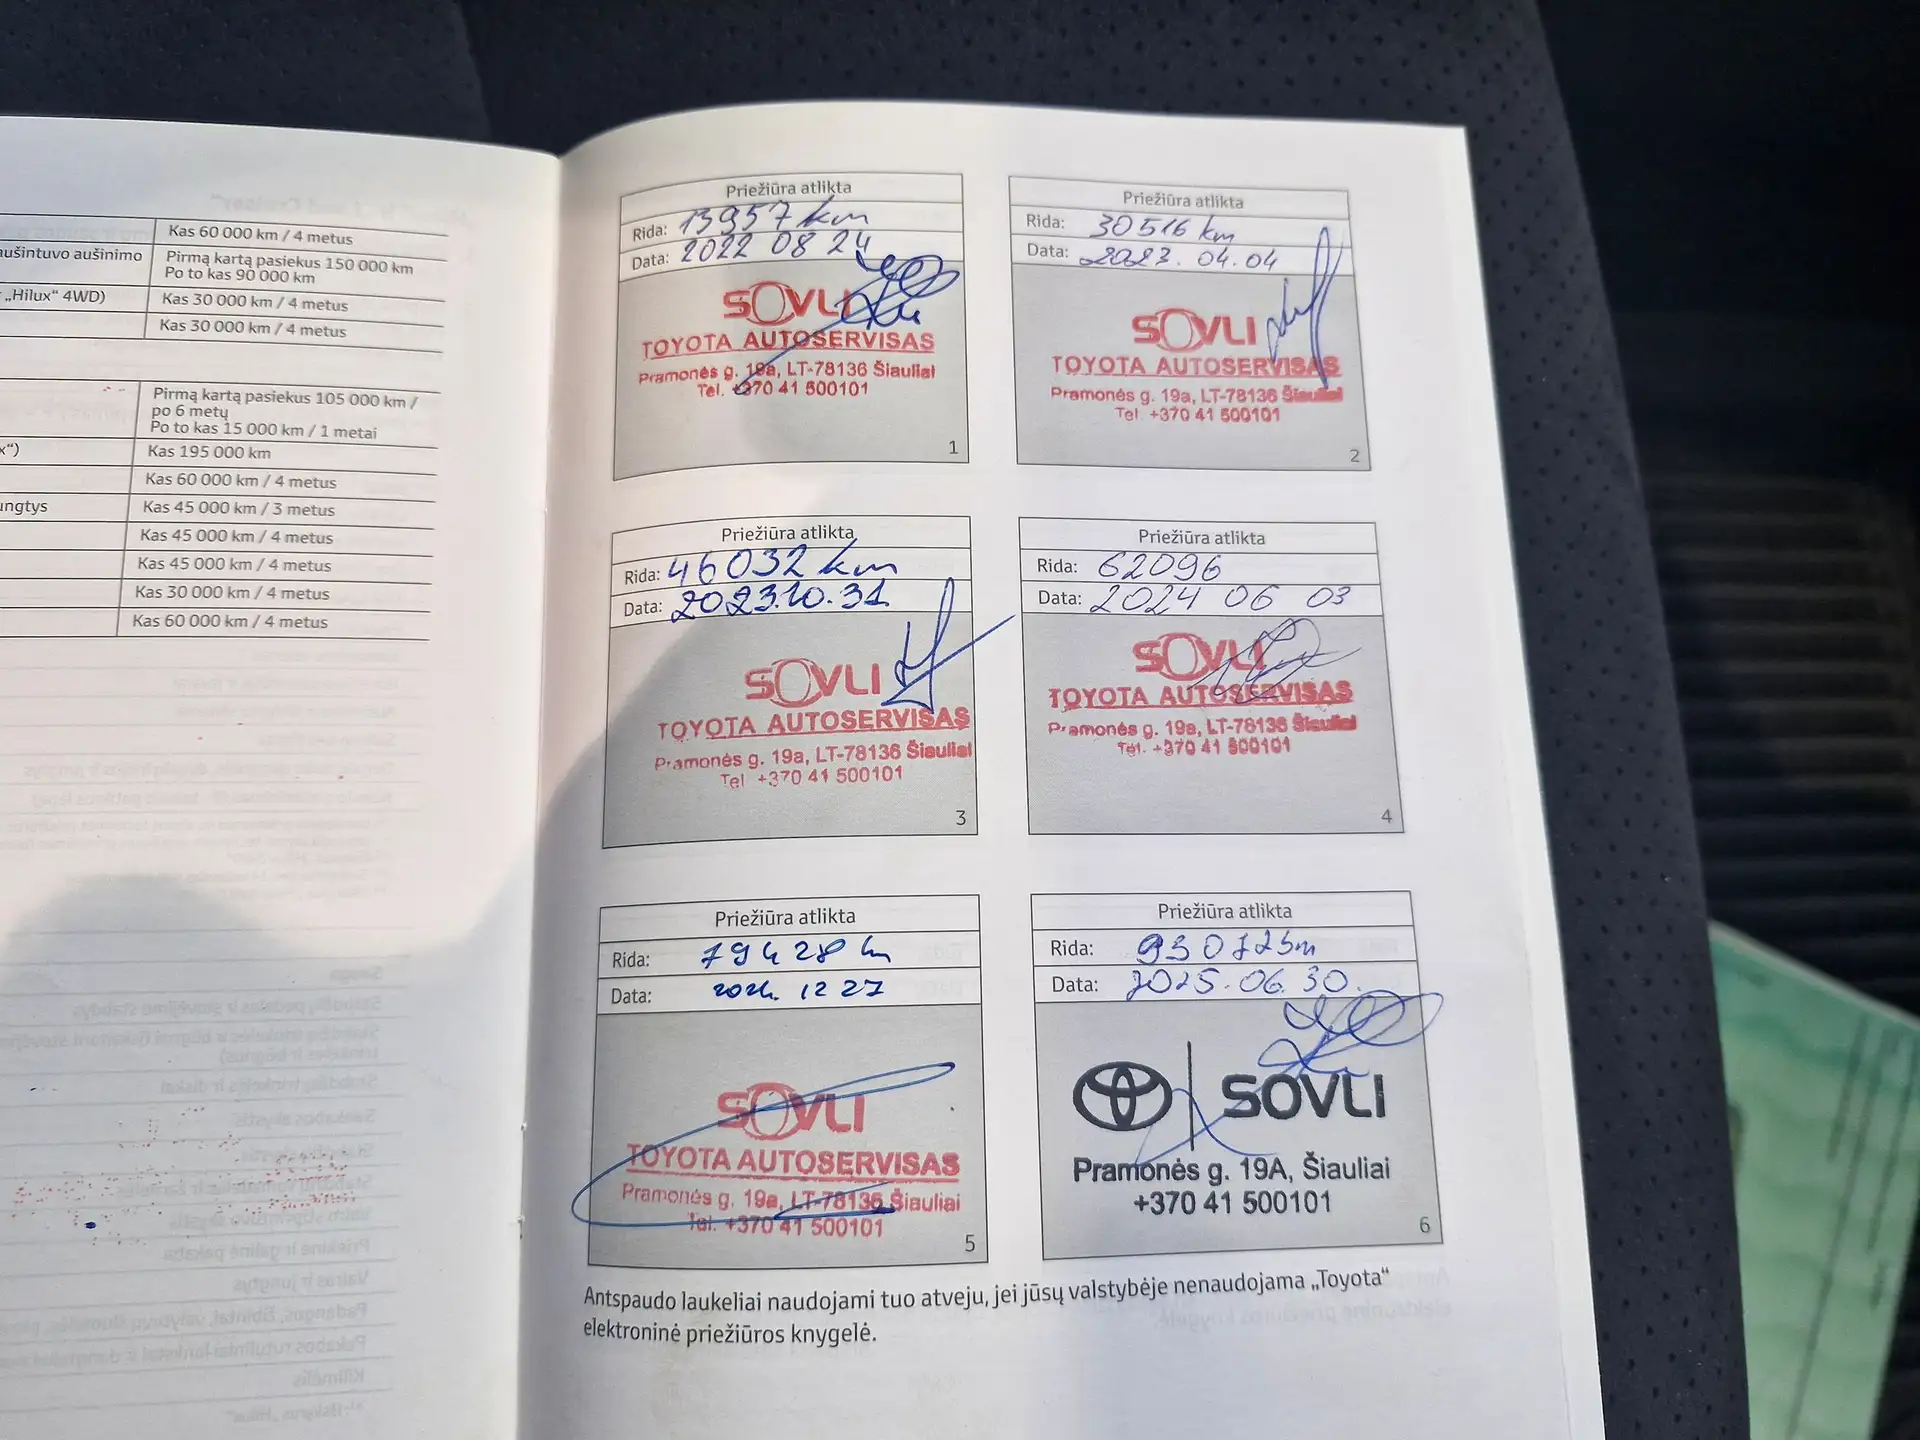 Kas 60 000 km / 4 metus
aušintuvo aušinimo
Pirmą kartą pasiekus 150 000 km
Po to kas 90 000 km
„Hilux“ 4WD)
Kas 30 000 km / 4 metus
Kas 30 000 km / 4 metus
Pirmą kartą pasiekus 105 000 km /
po 6 metų
Po to kas 15 000 km / 1 metai
x“)
Kas 195 000 km
Kas 60 000 km / 4 metus
ungtys
Kas 45 000 km / 3 metus
Kas 45 000 km / 4 metus
Kas 45 000 km / 4 metus
Kas 30 000 km / 4 metus
Kas 60 000 km / 4 metus
Priežiūra atlikta
Rida: 13957 km
Data: 2022 08 24
SOVLI
TOYOTA AUTOSERVISAS
Pramonės g. 19a, LT-78136 Šiauliai
Tel. +370 41 500101
1
Priežiūra atlikta
Rida: 30516 km
Data: 2023. 04. 04
SOVLI
TOYOTA AUTOSERVISAS
Pramonės g. 19a, LT-78136 Šiauliai
Tel. +370 41 500101
2
Priežiūra atlikta
Rida: 46032 km
Data: 2023.10.31
SOVLI
TOYOTA AUTOSERVISAS
Pramonės g. 19a, LT-78136 Šiauliai
Tel +370 41 500101
3
Priežiūra atlikta
Rida: 62096
Data: 2024 06 03
SOVLI
TOYOTA AUTOSERVISAS
Pramonės g. 19a, LT-78136 Šiauliai
Tel. +370 41 500101
4
Priežiūra atlikta
Rida: 79428 km
Data: 2024. 12 27
SOVLI
TOYOTA AUTOSERVISAS
Pramonės g. 19a, LT-78136 Šiauliai
Tel. +370 41 500101
5
Priežiūra atlikta
Rida:
Data: 2025. 06. 30.
SOVLI
Pramonės g. 19A, Šiauliai
+370 41 500101
6
Antspaudo laukeliai naudojami tuo atveju, jei jūsų valstybėje nenaudojama „Toyota“
elektroninė priežiūros knygelė.